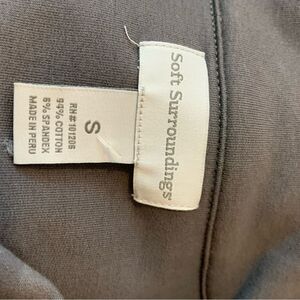 Soft Surroundings
S
RN#101206
94% COTTON
6% SPANDEX
MADE IN PERU